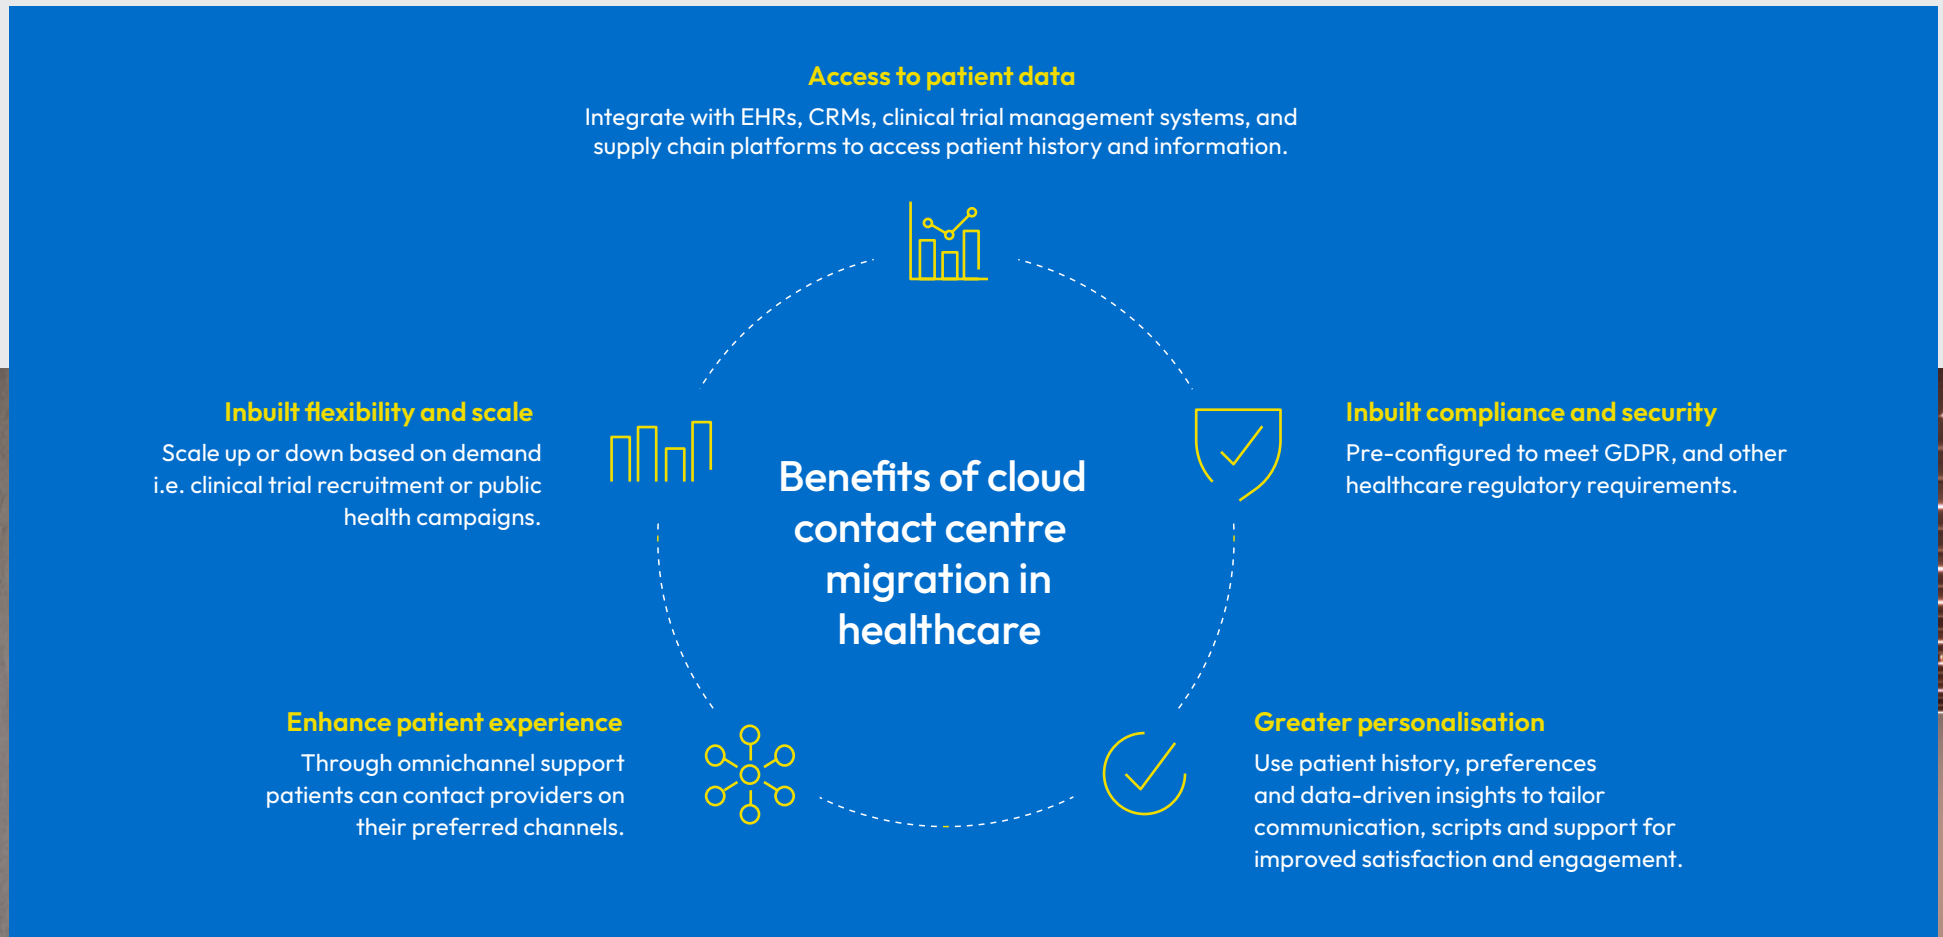 Access to patient data
Integrate with EHRs, CRMs, clinical trial management systems, and
supply chain platforms to access patient history and information.
Inbuilt flexibility and scale
Scale up or down based on demand
i.e. clinical trial recruitment or public
health campaigns.
Benefits of cloud
contact centre
migration in
healthcare
Inbuilt compliance and security
Pre-configured to meet GDPR, and other
healthcare regulatory requirements.
Enhance patient experience
Through omnichannel support
patients can contact providers on
their preferred channels.
Greater personalisation
Use patient history, preferences
and data-driven insights to tailor
communication, scripts and support for
improved satisfaction and engagement.